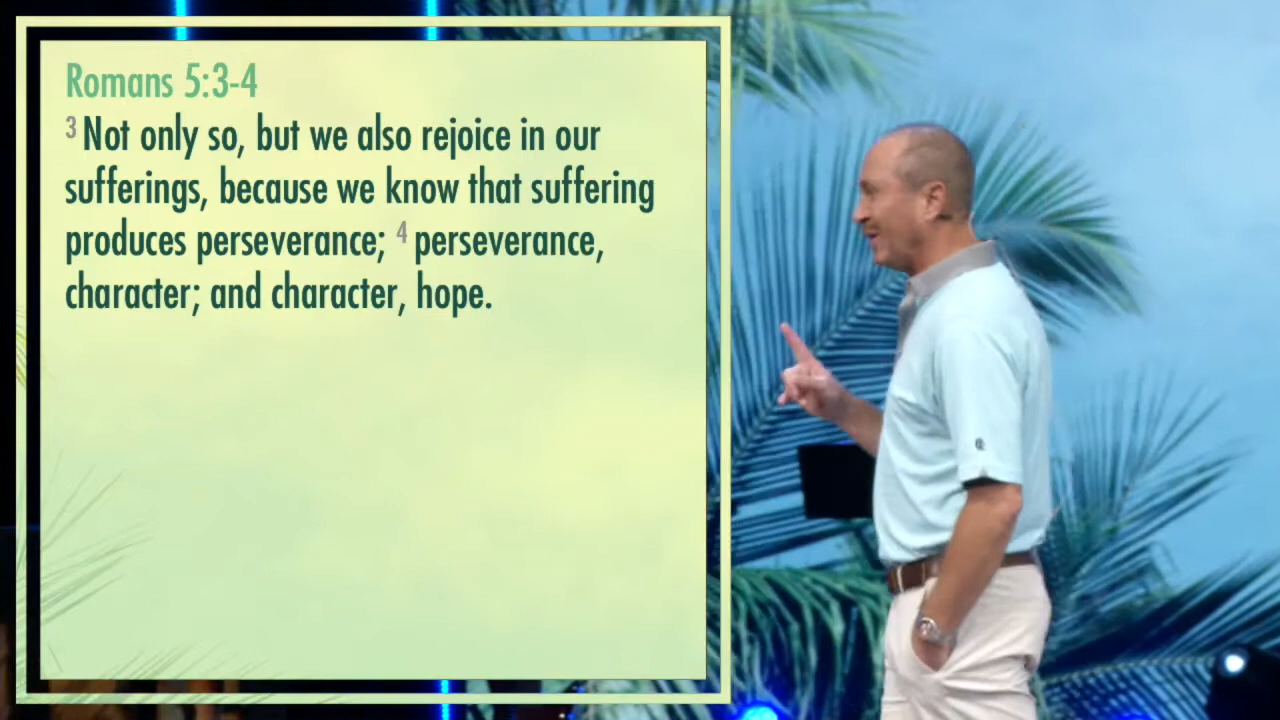 Romans 5:3-4
3 Not only so, but we also rejoice in our
sufferings, because we know that suffering
produces perseverance; 4 perseverance,
character; and character, hope.